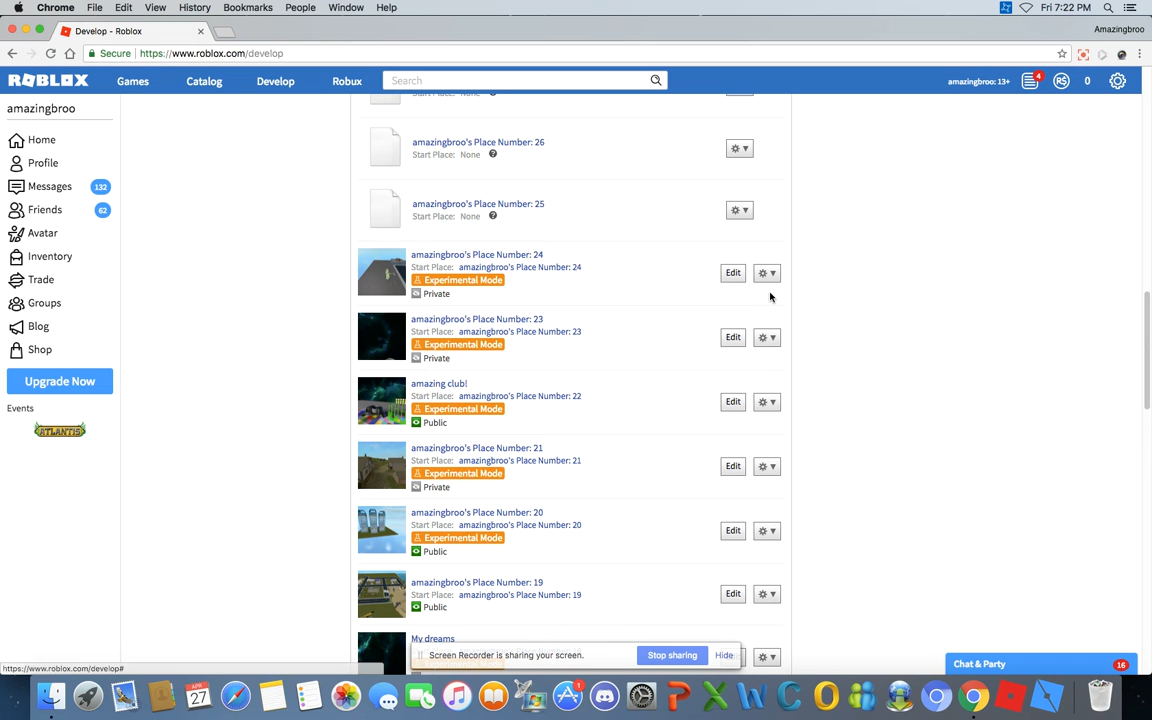 Chrome File Edit View History Bookmarks People Window Help Fri 7:22 PM
Develop - Roblox Amazingbroo
Secure https://www.roblox.com/develop
ROBLOX Games Catalog Develop Robux Search amazingbroo: 13+ 4 R$ 0
amazingbroo
Home
Profile
Messages 132
Friends 62
Avatar
Inventory
Trade
Groups
Blog
Shop
Upgrade Now
Events
ATLANTIS
Start Place: None
amazingbroo's Place Number: 26
Start Place: None
amazingbroo's Place Number: 25
Start Place: None
amazingbroo's Place Number: 24
Start Place: amazingbroo's Place Number: 24
Experimental Mode
Private
Edit
amazingbroo's Place Number: 23
Start Place: amazingbroo's Place Number: 23
Experimental Mode
Private
Edit
amazing club!
Start Place: amazingbroo's Place Number: 22
Experimental Mode
Public
Edit
amazingbroo's Place Number: 21
Start Place: amazingbroo's Place Number: 21
Experimental Mode
Private
Edit
amazingbroo's Place Number: 20
Start Place: amazingbroo's Place Number: 20
Experimental Mode
Public
Edit
amazingbroo's Place Number: 19
Start Place: amazingbroo's Place Number: 19
Public
Edit
My dreams
Screen Recorder is sharing your screen. Stop sharing Hide
https://www.roblox.com/develop#
Chat & Party 16
APR
27
1